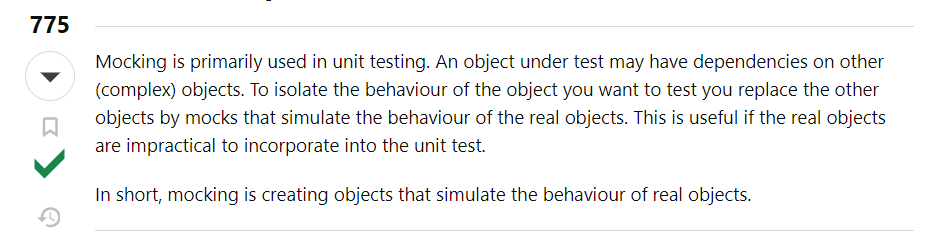 775
Mocking is primarily used in unit testing. An object under test may have dependencies on other
(complex) objects. To isolate the behaviour of the object you want to test you replace the other
objects by mocks that simulate the behaviour of the real objects. This is useful if the real objects
are impractical to incorporate into the unit test.
In short, mocking is creating objects that simulate the behaviour of real objects.